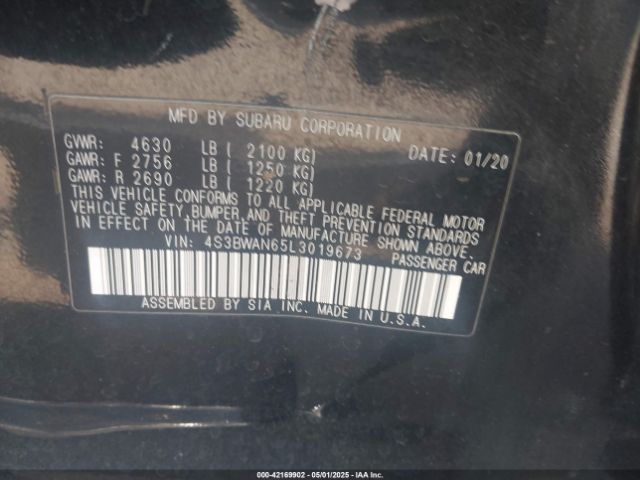 MFD BY SUBARU CORPORATION
GVWR: 4630 LB ( 2100 KG) DATE: 01/20
GAWR: F 2756 LB ( 1250 KG)
GAWR: R 2690 LB ( 1220 KG)
THIS VEHICLE CONFORMS TO ALL APPLICABLE FEDERAL MOTOR
VEHICLE SAFETY, BUMPER, AND THEFT PREVENTION STANDARDS
IN EFFECT ON THE DATE OF MANUFACTURE SHOWN ABOVE.
VIN: 4S3BWAN65L3019673 PASSENGER CAR
ASSEMBLED BY SIA INC. MADE IN U.S.A.
000-42169902 - 05/01/2025 - IAA Inc.